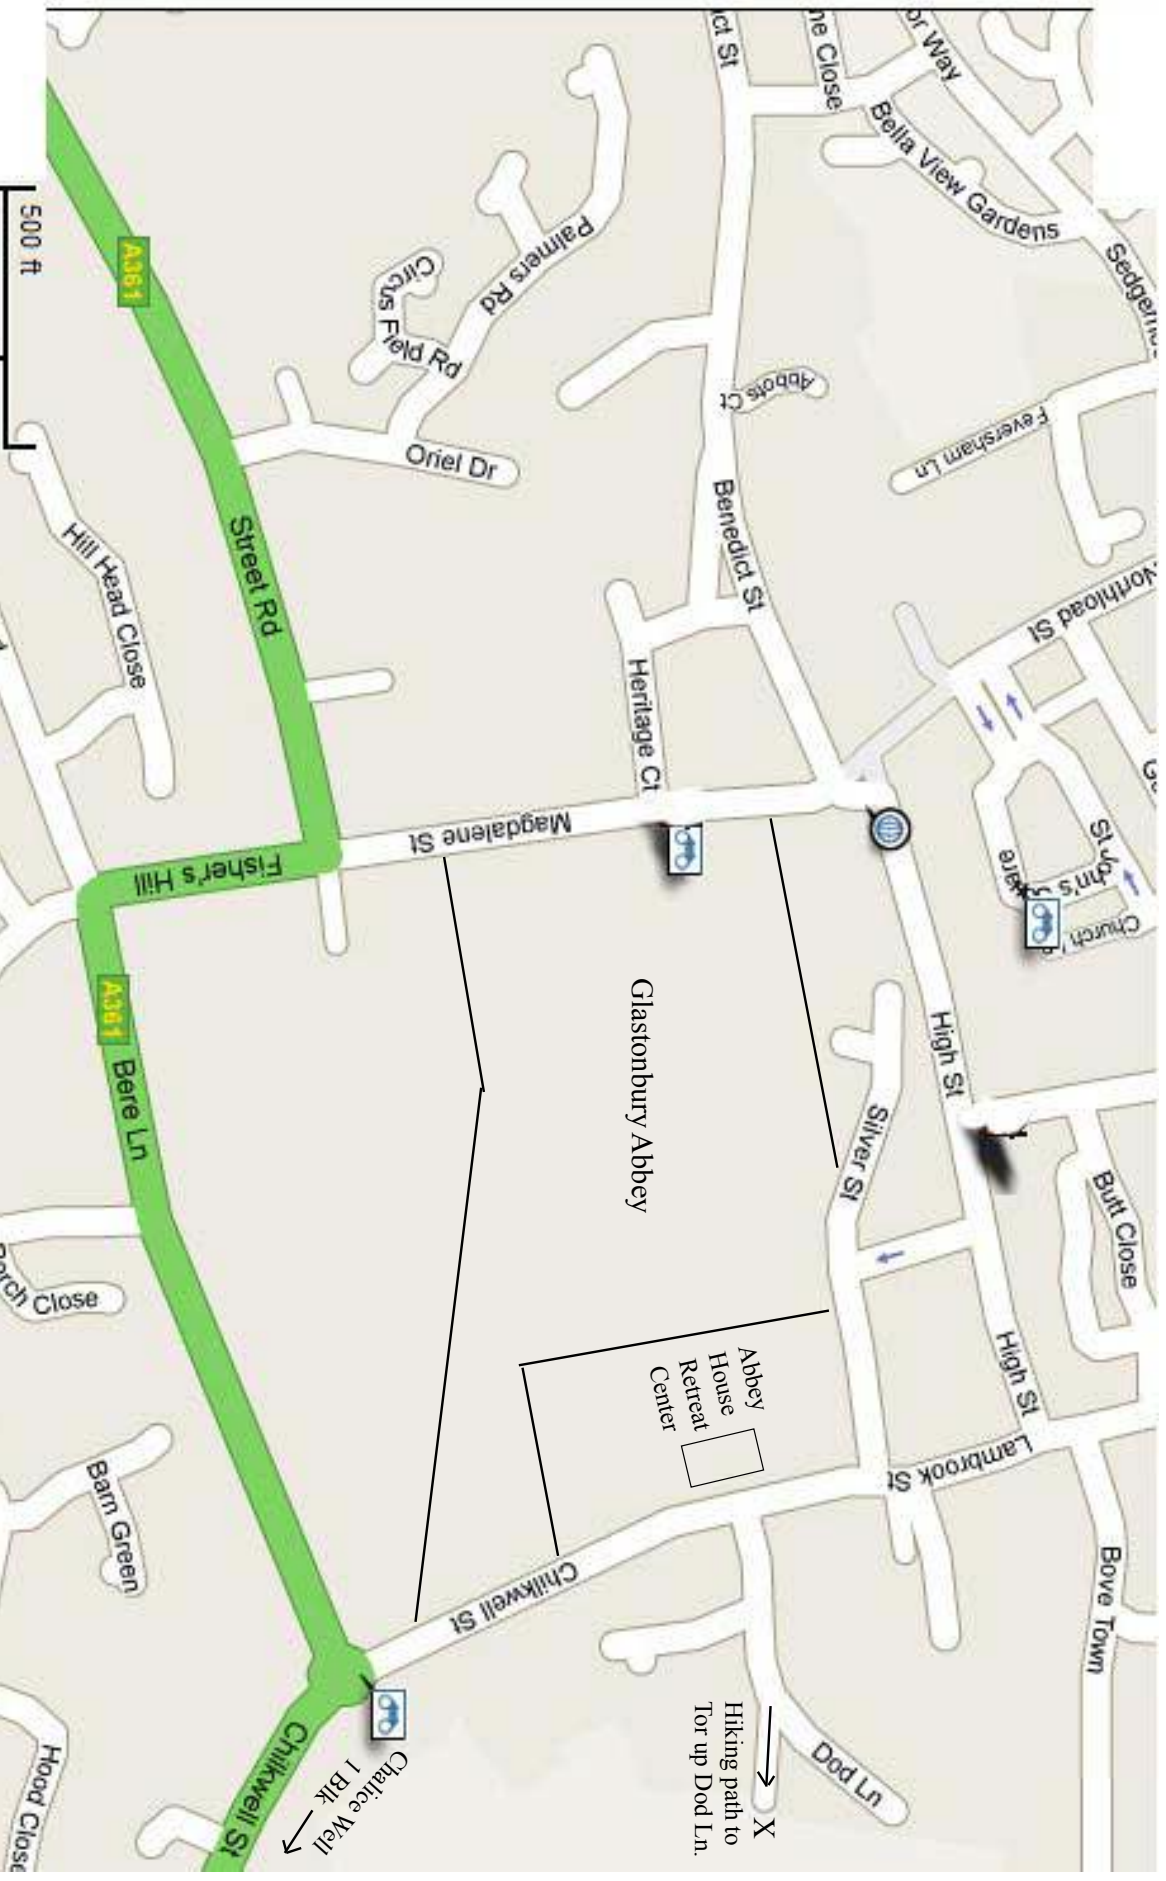 ct St
ne Close
or Way
Bella View Gardens
Palmers Rd
Circus Field Rd
500 ft
A361
Abbots Ct
Feversham Ln
Oriel Dr
Benedict St
Northload St
Street Rd
Hill Head Close
Heritage Ct
Magdalene St
Fisher's Hill
St John's
Church
A361
Bere Ln
Glastonbury Abbey
High St
Silver St
Butt Close
High St
Abbey
House
Retreat
Center
Lambrook St
Barn Green
Chilkwell St
Bove Town
Hiking path to
Tor up Dod Ln.
X
Dod Ln
Chalice Well
1 Blk
Chilkwell St
Hood Close